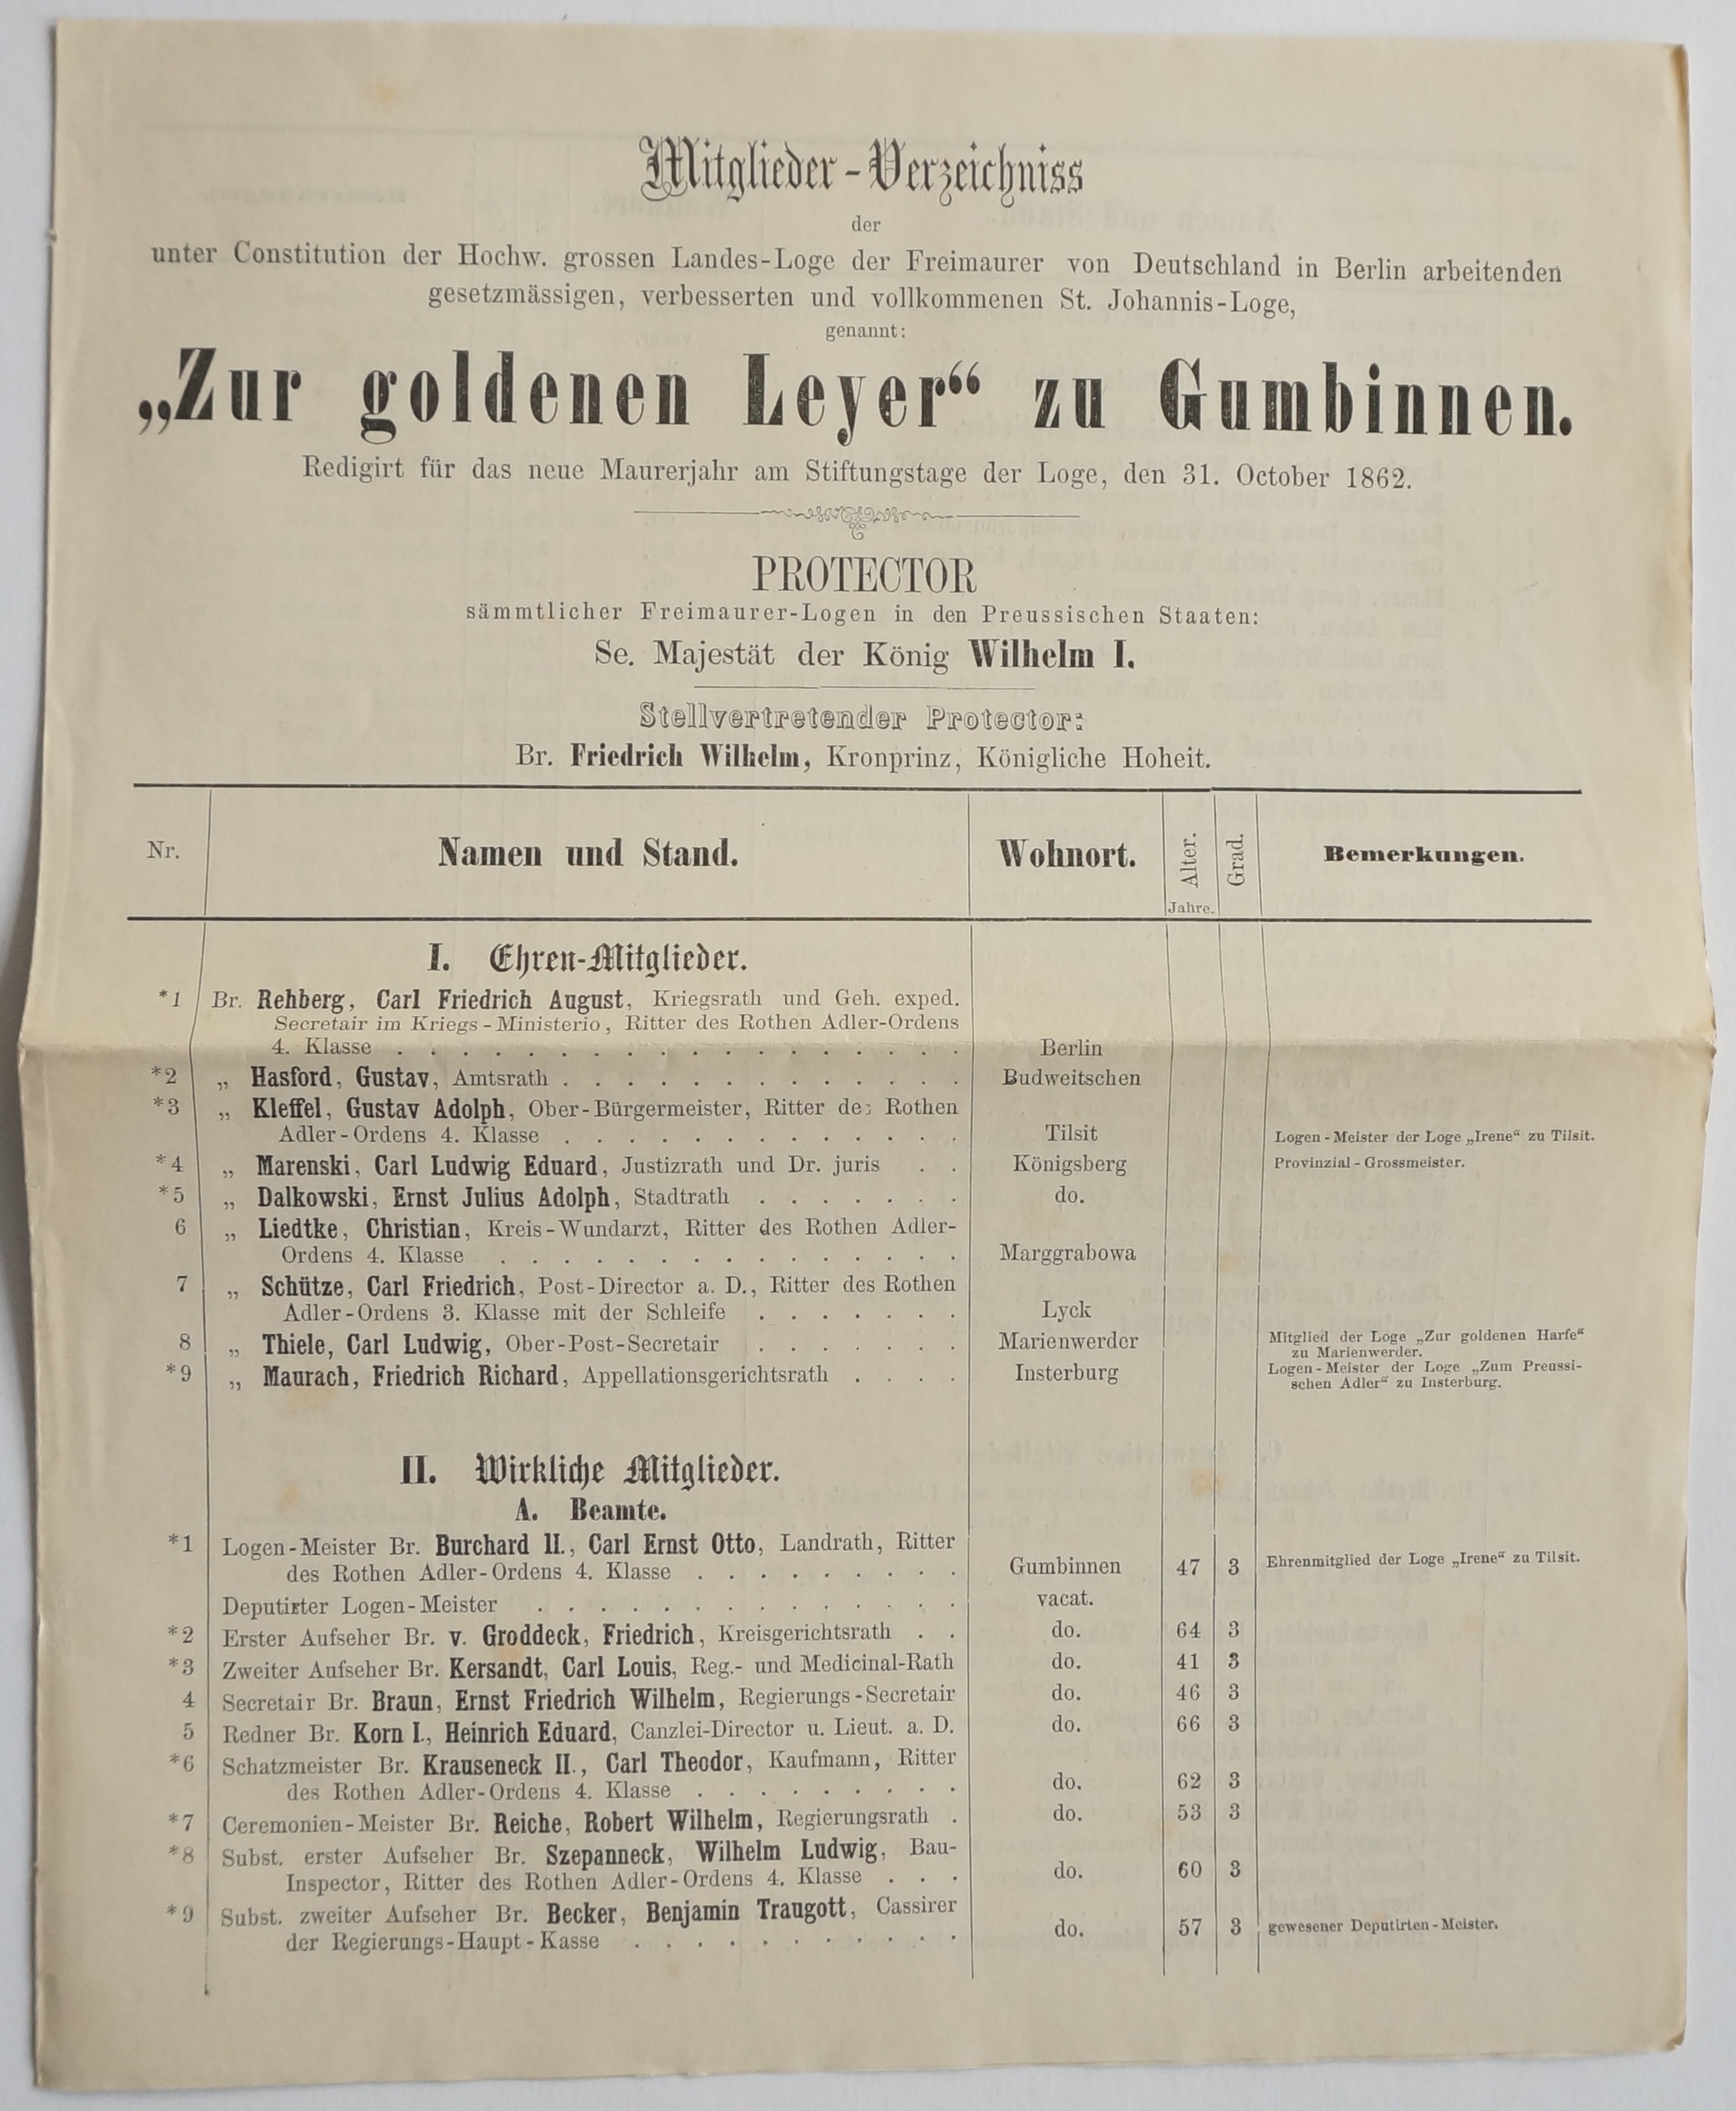 Mitglieder-Verzeichniss
der
unter Constitution der Hochw. grossen Landes-Loge der Freimaurer von Deutschland in Berlin arbeitenden
gesetzmässigen, verbesserten und vollkommenen St. Johannis-Loge,
genannt:
„Zur goldenen Leyer“ zu Gumbinnen.
Redigirt für das neue Maurerjahr am Stiftungstage der Loge, den 31. October 1862.
PROTECTOR
sämmtlicher Freimaurer-Logen in den Preussischen Staaten:
Se. Majestät der König Wilhelm I.
Stellvertretender Protector:
Br. Friedrich Wilhelm, Kronprinz, Königliche Hoheit.
Nr. Namen und Stand. Wohnort. Alter. Jahre. Grad. Bemerkungen.
I. Ehren-Mitglieder.
*1 Br. Rehberg, Carl Friedrich August, Kriegsrath und Geh. exped.
Secretair im Kriegs-Ministerio, Ritter des Rothen Adler-Ordens
4. Klasse . . . . . . . . . . . . . . . . . Berlin
*2 „ Hasford, Gustav, Amtsrath . . . . . . . . . . . . . Budweitschen
*3 „ Kleffel, Gustav Adolph, Ober-Bürgermeister, Ritter des Rothen
Adler-Ordens 4. Klasse . . . . . . . . . . . . . Tilsit Logen-Meister der Loge „Irene“ zu Tilsit.
*4 „ Marenski, Carl Ludwig Eduard, Justizrath und Dr. juris . . Königsberg Provinzial-Grossmeister.
*5 „ Dalkowski, Ernst Julius Adolph, Stadtrath . . . . . . . do.
6 „ Liedtke, Christian, Kreis-Wundarzt, Ritter des Rothen Adler-
Ordens 4. Klasse . . . . . . . . . . . . . . . Marggrabowa
7 „ Schütze, Carl Friedrich, Post-Director a. D., Ritter des Rothen
Adler-Ordens 3. Klasse mit der Schleife . . . . . . . Lyck
8 „ Thiele, Carl Ludwig, Ober-Post-Secretair . . . . . . . Marienwerder Mitglied der Loge „Zur goldenen Harfe“
zu Marienwerder.
*9 „ Maurach, Friedrich Richard, Appellationsgerichtsrath . . . . Insterburg Logen-Meister der Loge „Zum Preussi-
schen Adler“ zu Insterburg.
II. Wirkliche Mitglieder.
A. Beamte.
*1 Logen-Meister Br. Burchard II., Carl Ernst Otto, Landrath, Ritter
des Rothen Adler-Ordens 4. Klasse . . . . . . . . . Gumbinnen 47 3 Ehrenmitglied der Loge „Irene“ zu Tilsit.
Deputirter Logen-Meister . . . . . . . . . . . . . . vacat.
*2 Erster Aufseher Br. v. Groddeck, Friedrich, Kreisgerichtsrath . . do. 64 3
*3 Zweiter Aufseher Br. Kersandt, Carl Louis, Reg.- und Medicinal-Rath do. 41 3
4 Secretair Br. Braun, Ernst Friedrich Wilhelm, Regierungs-Secretair do. 46 3
5 Redner Br. Korn I., Heinrich Eduard, Canzlei-Director u. Lieut. a. D. do. 66 3
*6 Schatzmeister Br. Krauseneck II., Carl Theodor, Kaufmann, Ritter
des Rothen Adler-Ordens 4. Klasse . . . . . . . . . do. 62 3
*7 Ceremonien-Meister Br. Reiche, Robert Wilhelm, Regierungsrath . do. 53 3
*8 Subst. erster Aufseher Br. Szepanneck, Wilhelm Ludwig, Bau-
Inspector, Ritter des Rothen Adler-Ordens 4. Klasse . . . do. 60 3
*9 Subst. zweiter Aufseher Br. Becker, Benjamin Traugott, Cassirer
der Regierungs-Haupt-Kasse . . . . . . . . . . . do. 57 3 gewesener Deputirten-Meister.